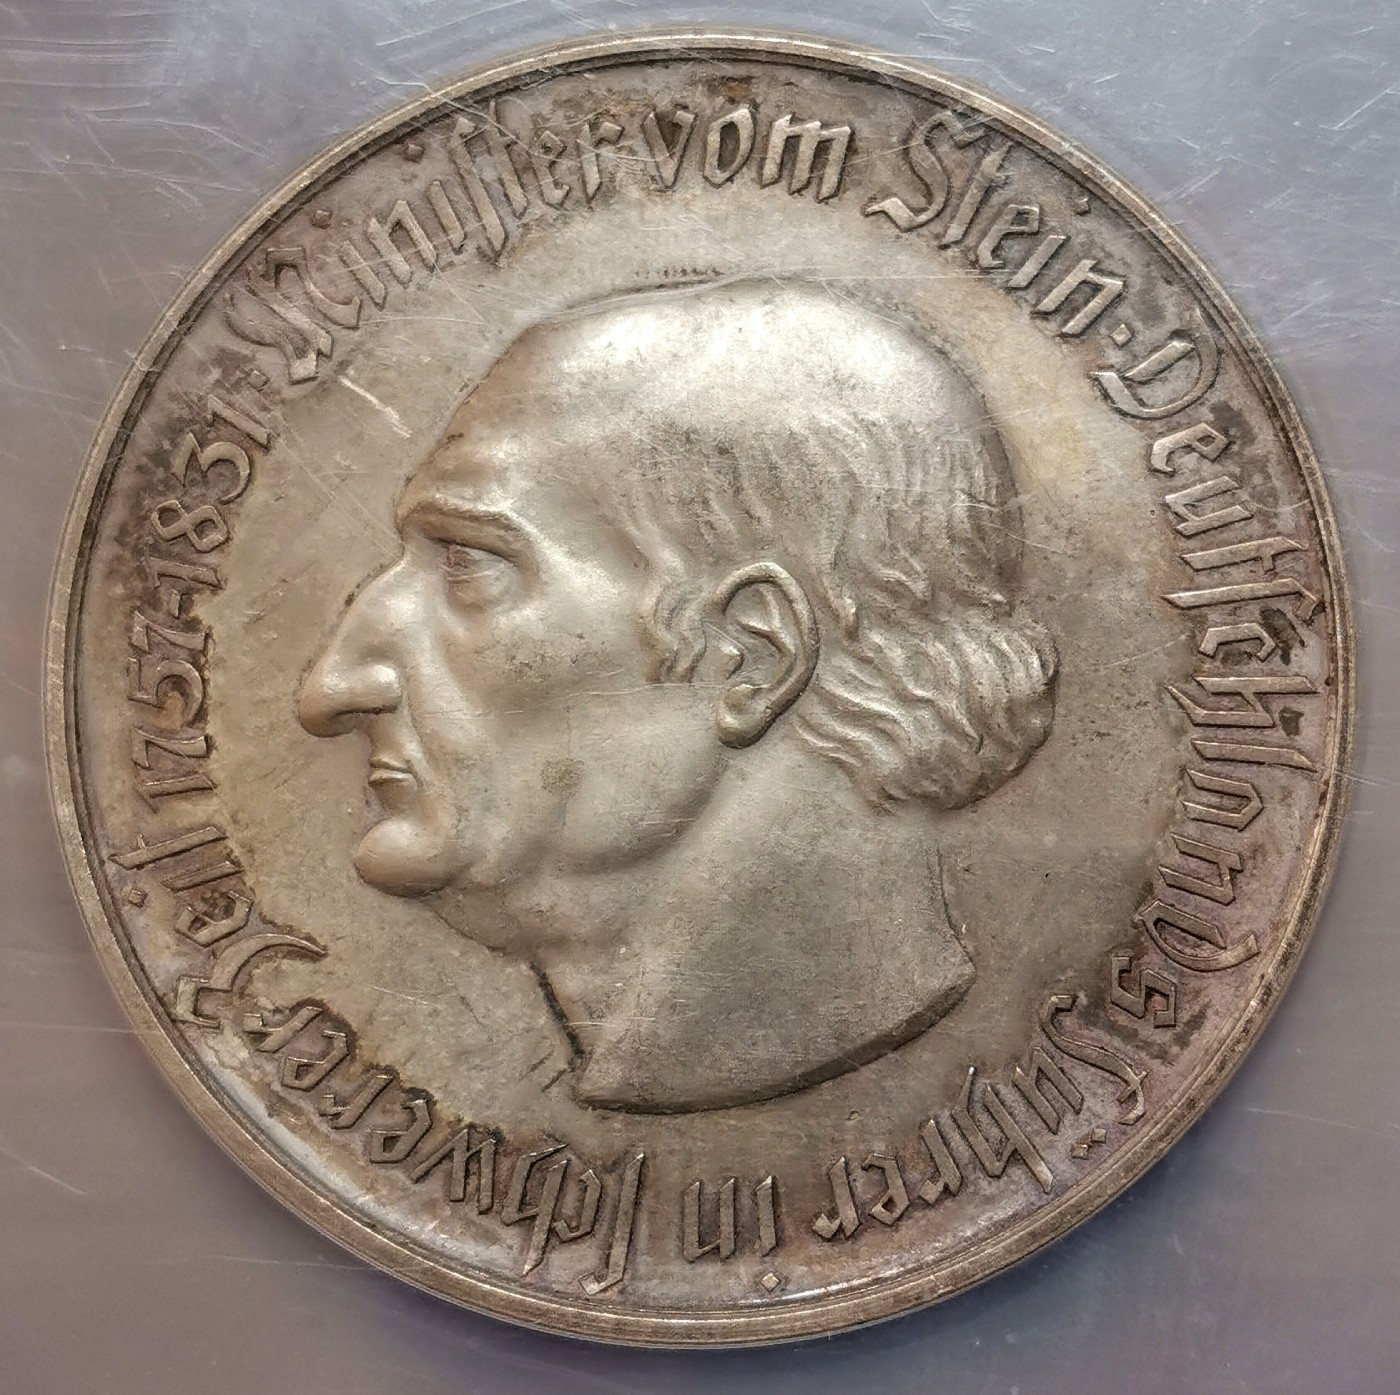 Minister vom Stein·Deutschlands Führer in schwerer Zeit 1757-1831·